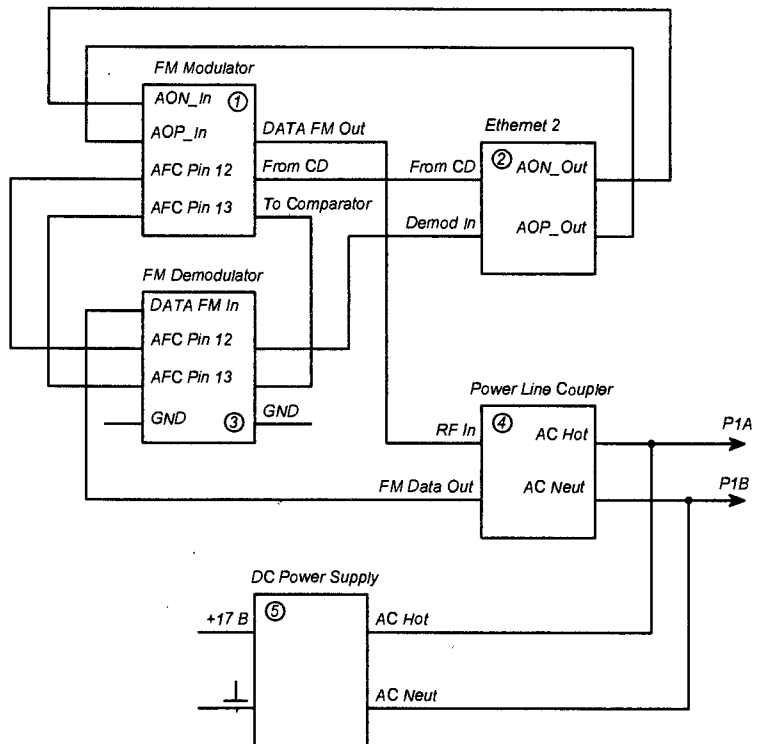 FM Modulator
AON_In ①
AOP_In
AFC Pin 12
AFC Pin 13
DATA FM Out
From CD
To Comparator
Ethernet 2
From CD
② AON_Out
Demod In
AOP_Out
FM Demodulator
DATA FM In
AFC Pin 12
AFC Pin 13
GND ③
GND
Power Line Coupler
RF In
④ AC Hot
P1A
FM Data Out
AC Neut
P1B
DC Power Supply
+17 B
⑤
AC Hot
AC Neut